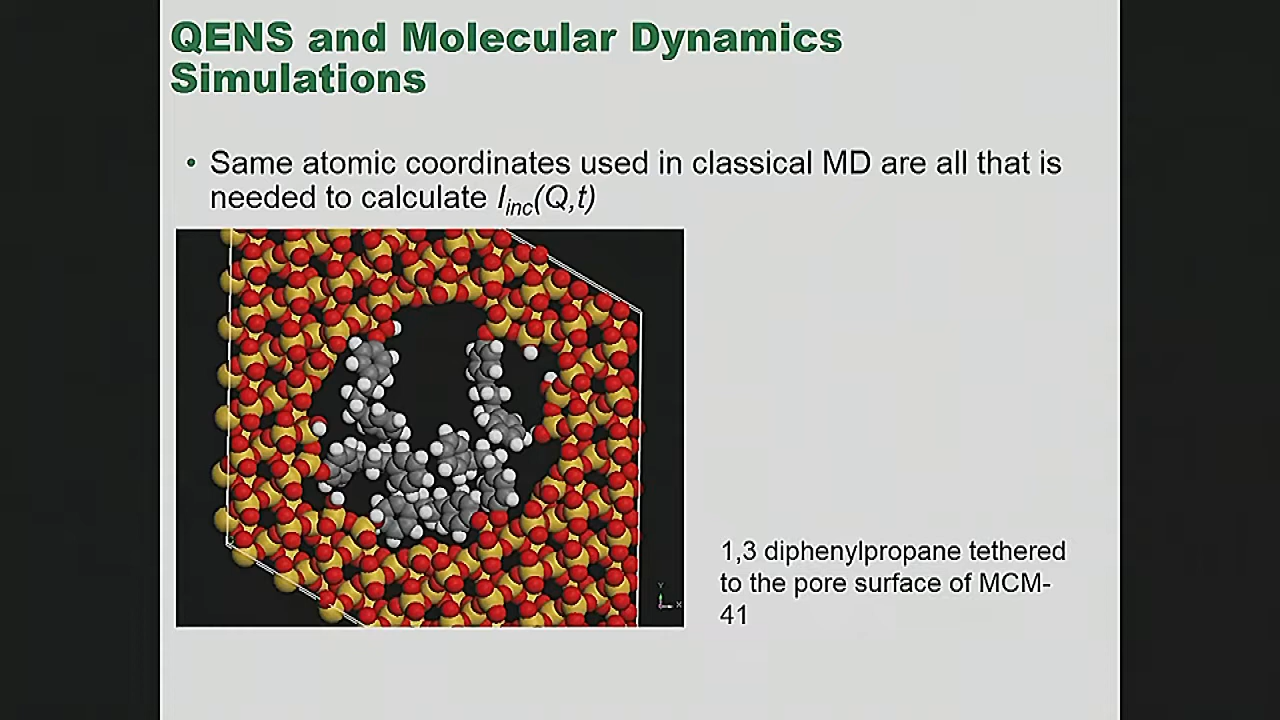 QENS and Molecular Dynamics
Simulations
• Same atomic coordinates used in classical MD are all that is
needed to calculate I_inc(Q,t)
1,3 diphenylpropane tethered
to the pore surface of MCM-
41
Y
X